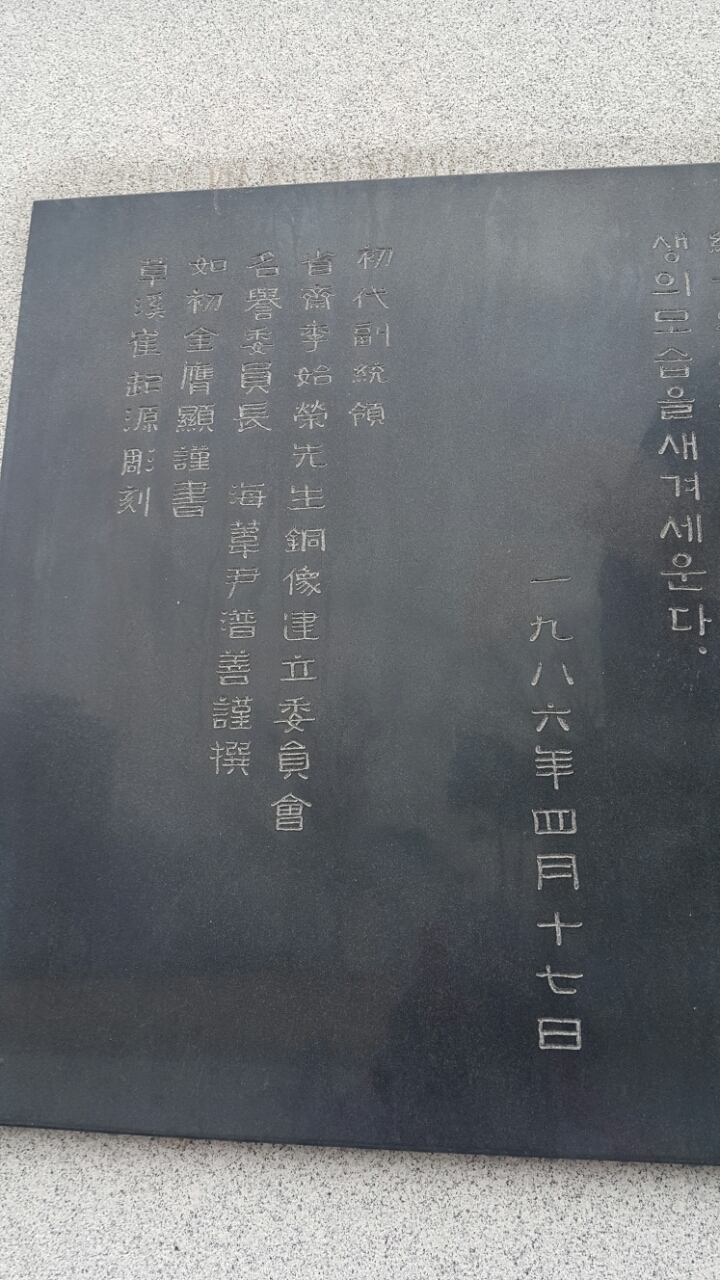 생의모습을새겨세운다.
一九八六年四月十七日
初代副統領
省齋李始榮先生銅像建立委員會
名譽委員長 海葦尹潽善謹撰
如初金膺顯謹書
草溪崔起源彫刻